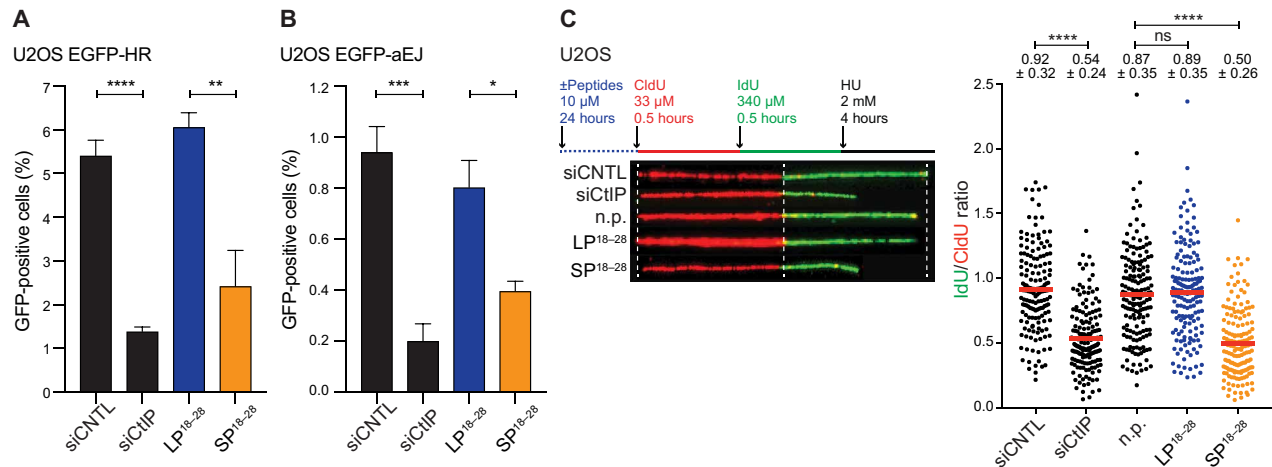 A
U2OS EGFP-HR
GFP-positive cells (%)
7
6
5
4
3
2
1
0
****
**
siCNTL
siCtIP
LP¹⁸⁻²⁸
SP¹⁸⁻²⁸
B
U2OS EGFP-aEJ
GFP-positive cells (%)
1.2
1.0
0.8
0.6
0.4
0.2
0.0
***
*
siCNTL
siCtIP
LP¹⁸⁻²⁸
SP¹⁸⁻²⁸
C
U2OS
±Peptides
10 µM
24 hours
CldU
33 µM
0.5 hours
IdU
340 µM
0.5 hours
HU
2 mM
4 hours
siCNTL
siCtIP
n.p.
LP¹⁸⁻²⁸
SP¹⁸⁻²⁸
****
**** ns
0.92 0.54 0.87 0.89 0.50
± 0.32 ± 0.24 ± 0.35 ± 0.35 ± 0.26
IdU/CldU ratio
2.5
2.0
1.5
1.0
0.5
0.0
siCNTL
siCtIP
n.p.
LP¹⁸⁻²⁸
SP¹⁸⁻²⁸